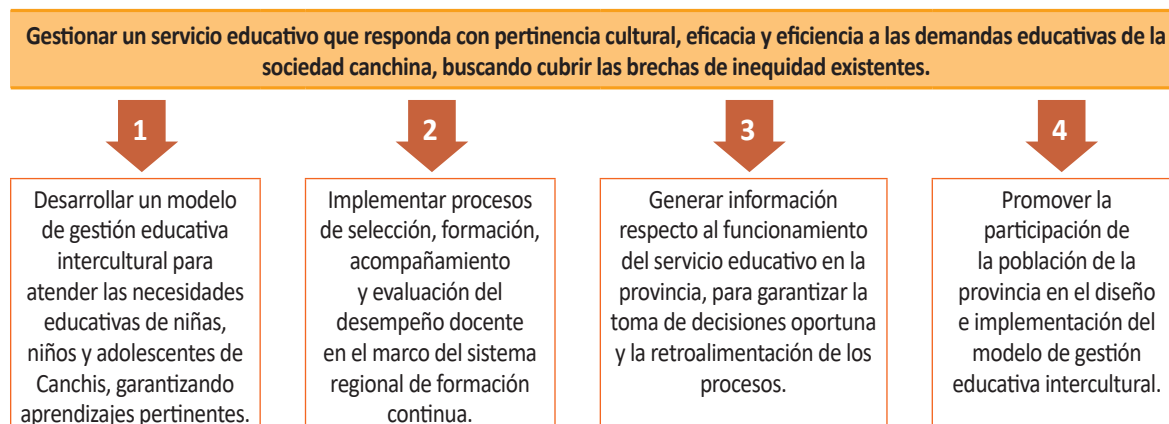 Gestionar un servicio educativo que responda con pertinencia cultural, eficacia y eficiencia a las demandas educativas de la
sociedad canchina, buscando cubrir las brechas de inequidad existentes.
1
Desarrollar un modelo
de gestión educativa
intercultural para
atender las necesidades
educativas de niñas,
niños y adolescentes de
Canchis, garantizando
aprendizajes pertinentes.
2
Implementar procesos
de selección, formación,
acompañamiento
y evaluación del
desempeño docente
en el marco del sistema
regional de formación
continua.
3
Generar información
respecto al funcionamiento
del servicio educativo en la
provincia, para garantizar la
toma de decisiones oportuna
y la retroalimentación de los
procesos.
4
Promover la
participación de
la población de la
provincia en el diseño
e implementación del
modelo de gestión
educativa intercultural.